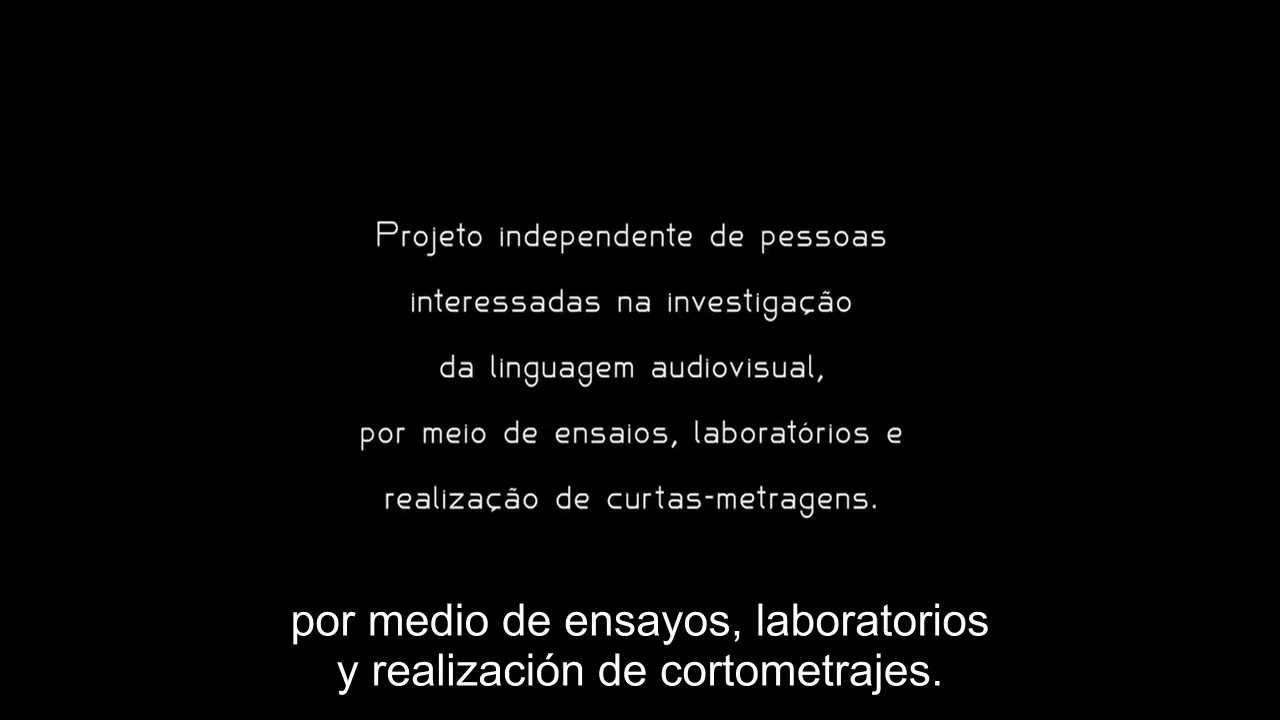 Projeto independente de pessoas
interessadas na investigação
da linguagem audiovisual,
por meio de ensaios, laboratórios e
realização de curtas-metragens.
por medio de ensayos, laboratorios
y realización de cortometrajes.